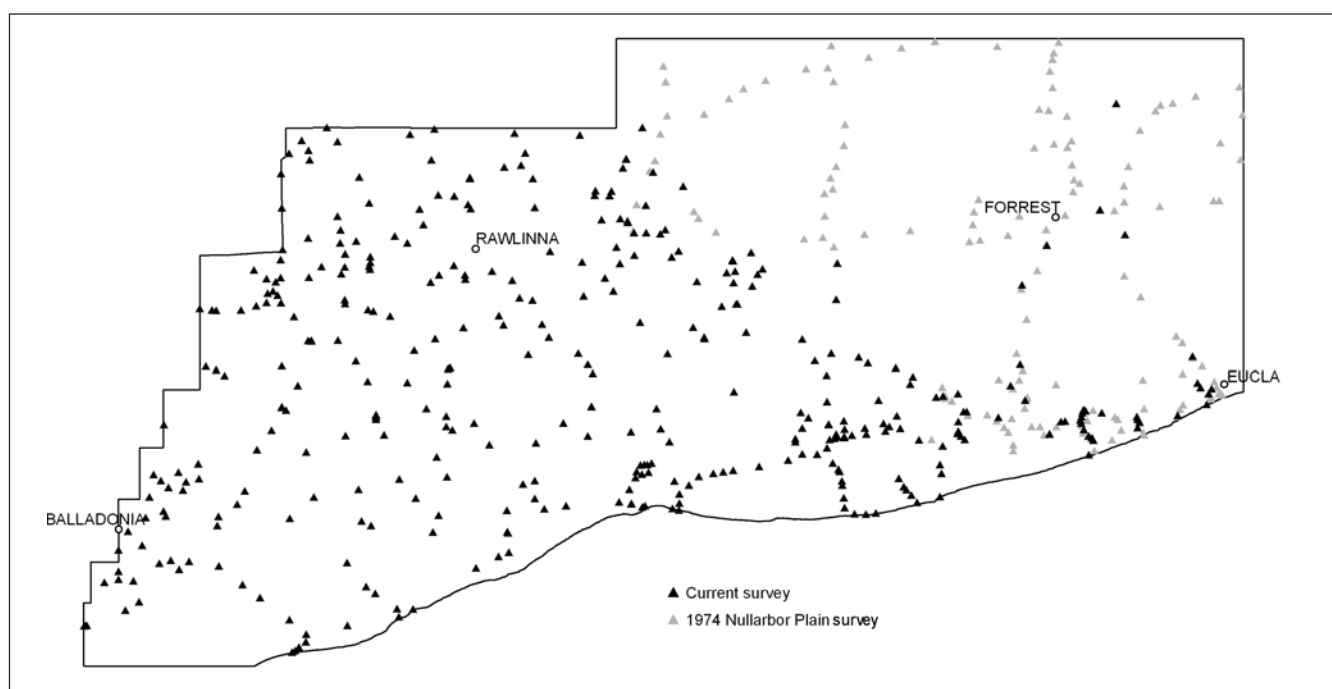 FORREST
RAWLINNA
EUCLA
BALLADONIA
Current survey
1974 Nullarbor Plain survey